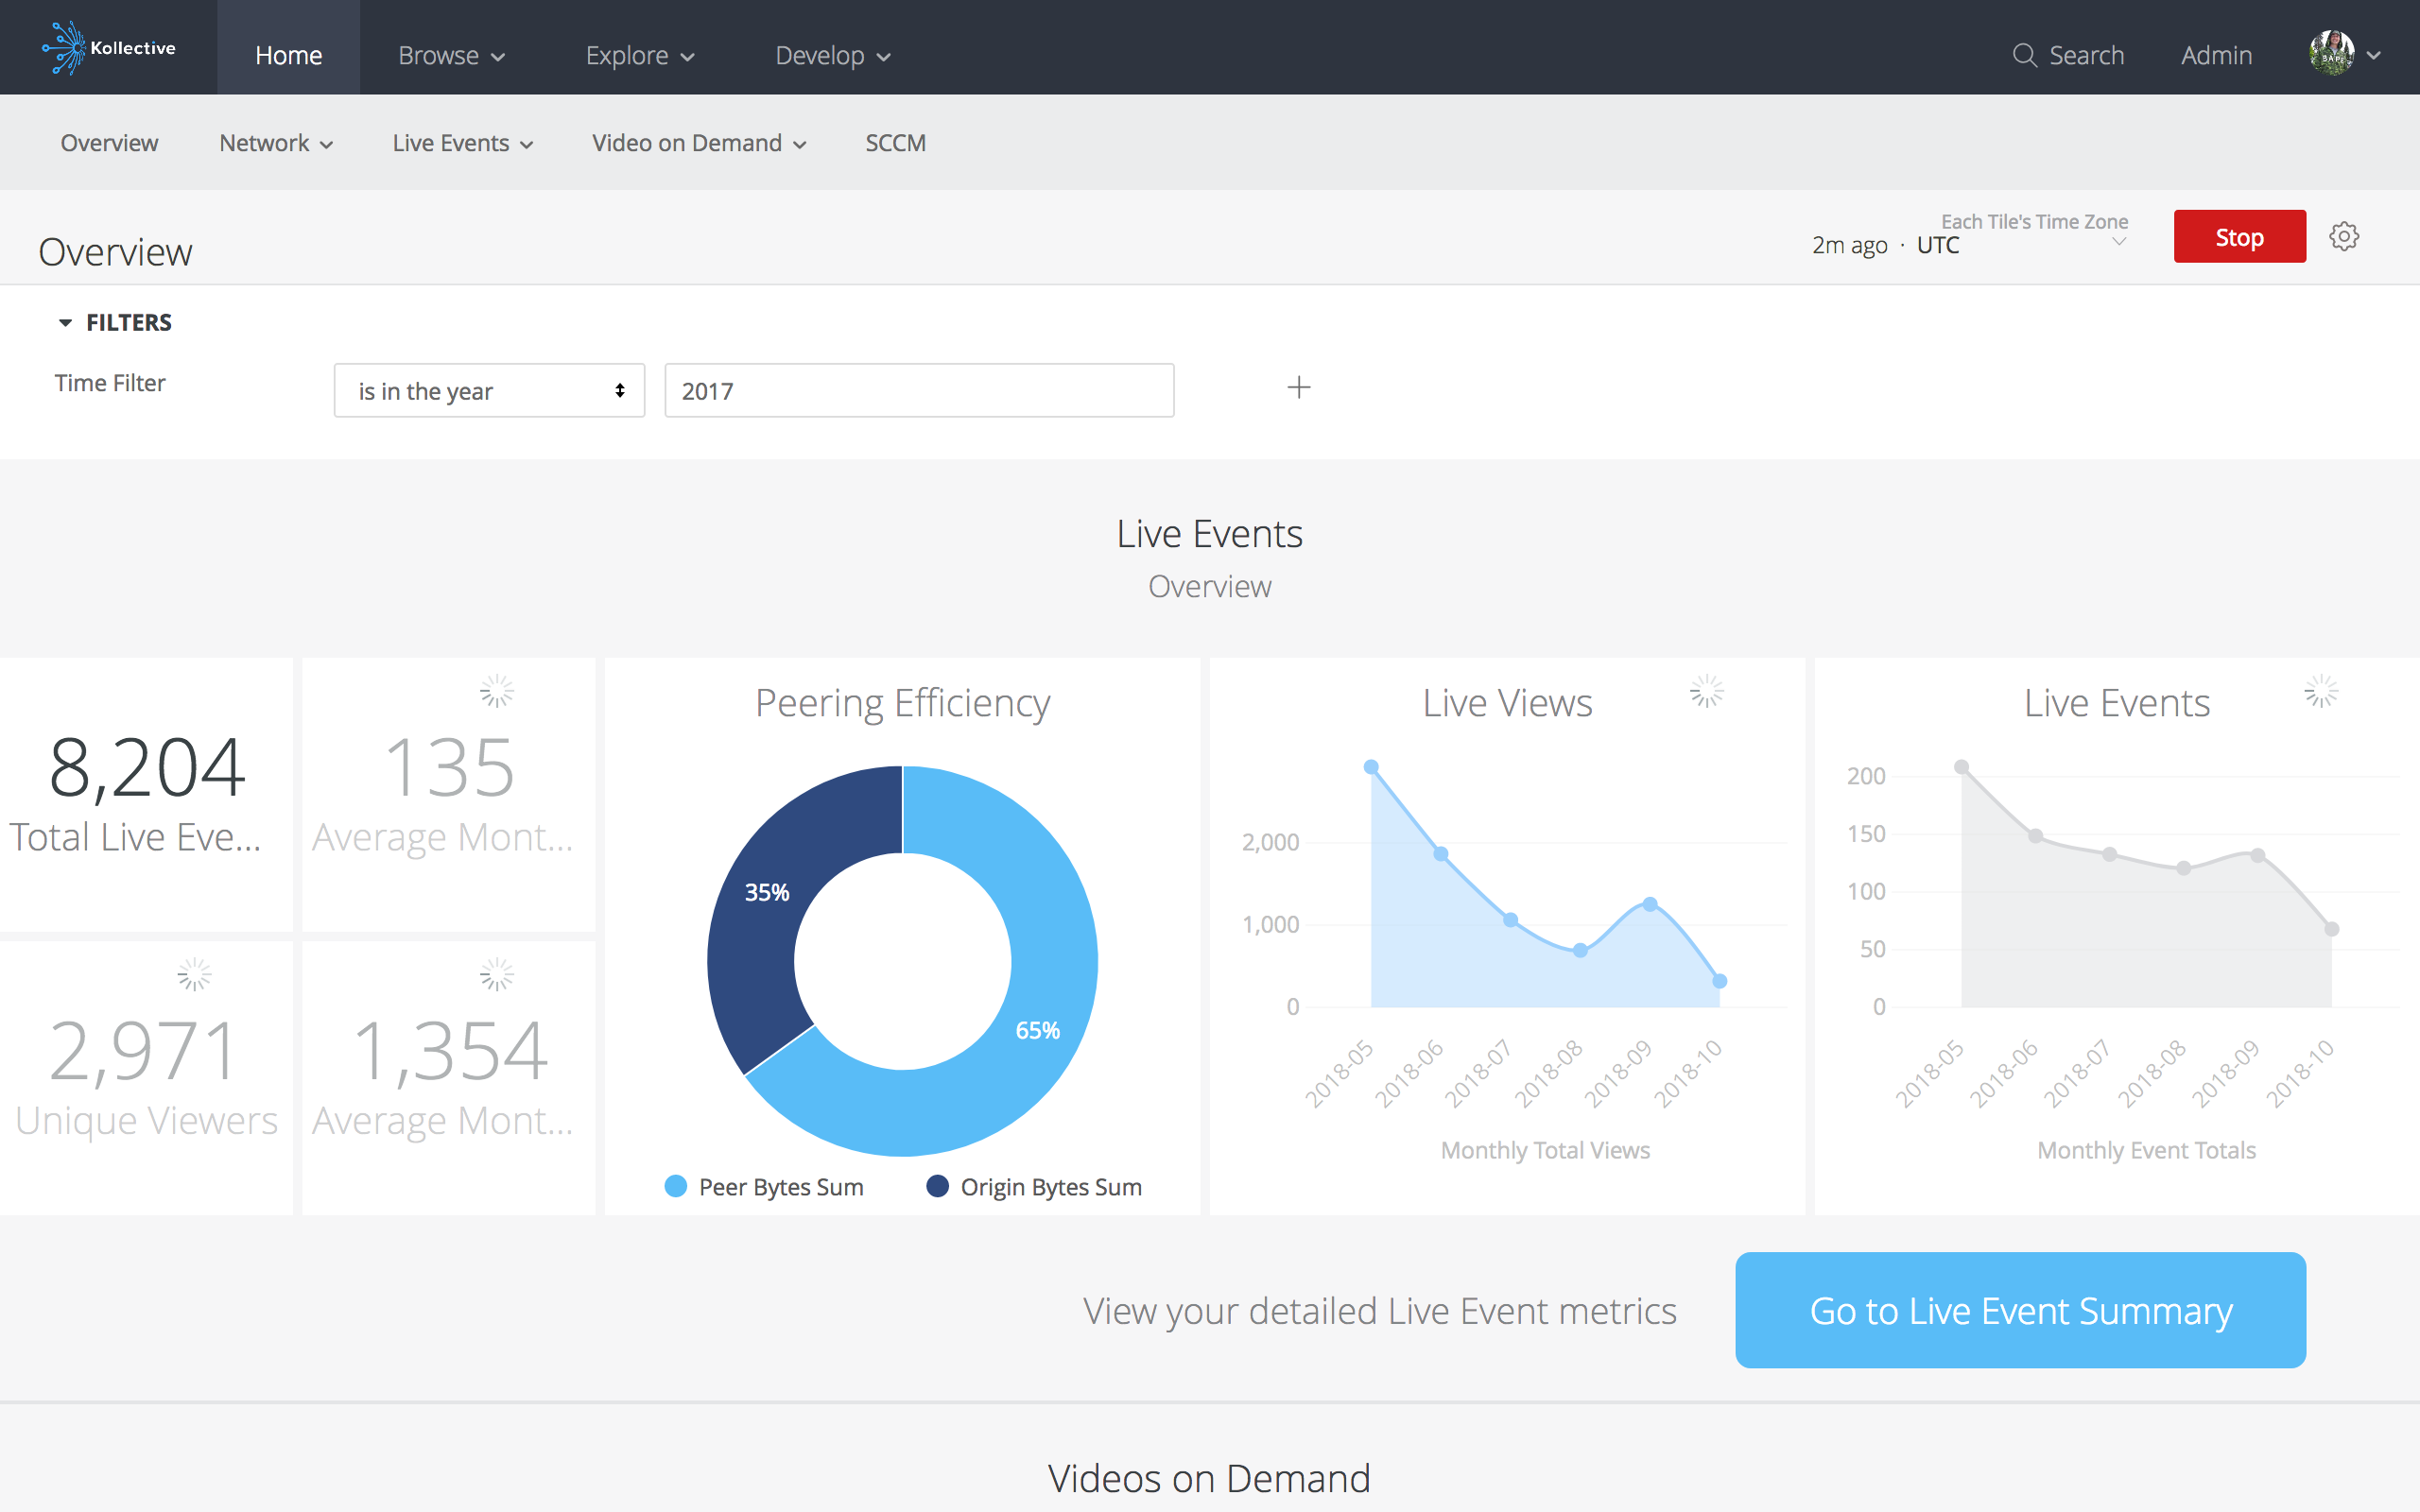 Kollective
Home
Browse
Explore
Develop
Search
Admin
Overview
Network
Live Events
Video on Demand
SCCM
Overview
Each Tile's Time Zone
2m ago · UTC
Stop
FILTERS
Time Filter
is in the year
2017
Live Events
Overview
8,204
Total Live Eve...
135
Average Mont...
2,971
Unique Viewers
1,354
Average Mont...
Peering Efficiency
35%
65%
Peer Bytes Sum
Origin Bytes Sum
Live Views
2,000
1,000
0
2018-05
2018-06
2018-07
2018-08
2018-09
2018-10
Monthly Total Views
Live Events
200
150
100
50
0
2018-05
2018-06
2018-07
2018-08
2018-09
2018-10
Monthly Event Totals
View your detailed Live Event metrics
Go to Live Event Summary
Videos on Demand